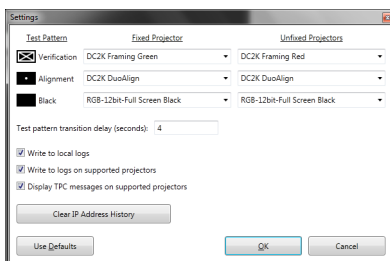 Settings
Test Pattern Fixed Projector Unfixed Projectors
Verification DC2K Framing Green DC2K Framing Red
Alignment DC2K DuoAlign DC2K DuoAlign
Black RGB-12bit-Full Screen Black RGB-12bit-Full Screen Black
Test pattern transition delay (seconds): 4
Write to local logs
Write to logs on supported projectors
Display TPC messages on supported projectors
Clear IP Address History
Use Defaults OK Cancel